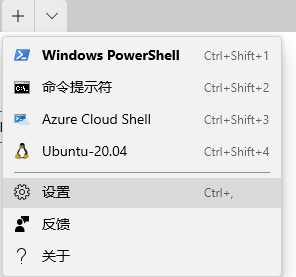 Windows PowerShell Ctrl+Shift+1
命令提示符 Ctrl+Shift+2
Azure Cloud Shell Ctrl+Shift+3
Ubuntu-20.04 Ctrl+Shift+4
设置 Ctrl+,
反馈
关于